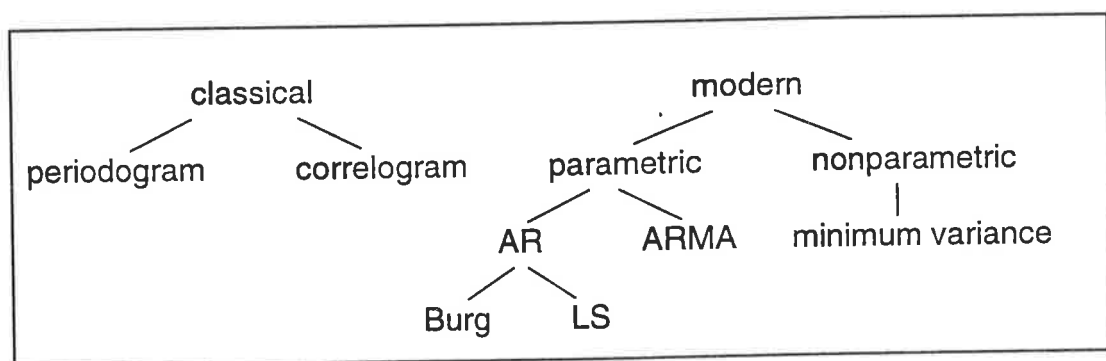 classical modern
periodogram correlogram parametric nonparametric
AR ARMA minimum variance
Burg LS